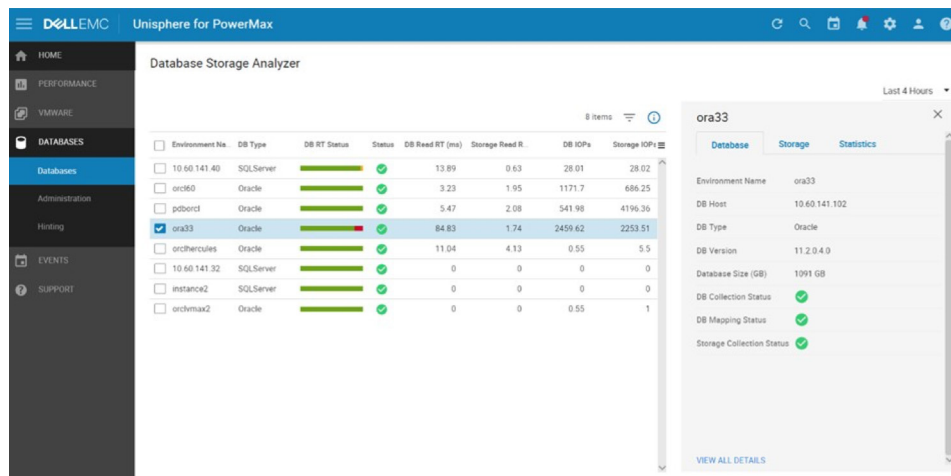 DELLEMC Unisphere for PowerMax
HOME
PERFORMANCE
VMWARE
DATABASES
Databases
Administration
Hinting
EVENTS
SUPPORT
Database Storage Analyzer
Last 4 Hours
8 items
Environment Na.. DB Type DB RT Status Status DB Read RT (ms) Storage Read R.. DB IOPs Storage IOPs
10.60.141.40 SQLServer 13.89 0.63 28.01 28.02
orcl60 Oracle 3.23 1.95 1171.7 686.25
pdborcl Oracle 5.47 2.08 541.98 4196.36
ora33 Oracle 84.83 1.74 2459.62 2253.51
orclhercules Oracle 11.04 4.13 0.55 5.5
10.60.141.32 SQLServer 0 0 0 0
instance2 SQLServer 0 0 0 0
orclvmax2 Oracle 0 0 0.55 1
ora33
Database Storage Statistics
Environment Name ora33
DB Host 10.60.141.102
DB Type Oracle
DB Version 11.2.0.4.0
Database Size (GB) 1091 GB
DB Collection Status
DB Mapping Status
Storage Collection Status
VIEW ALL DETAILS